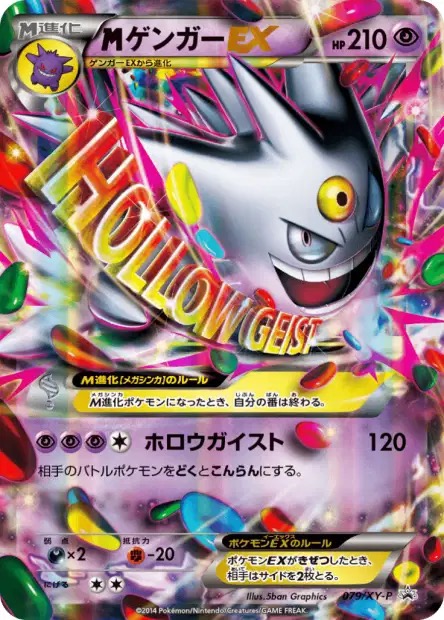 M進化
MゲンガーEX
HP210
ゲンガーEXから進化
HOLLOW GEIST
M進化[メガシンカ]のルール
M進化ポケモンになったとき、自分の番は終わる。
ホロウガイスト 120
相手のバトルポケモンをどくとこんらんにする。
弱点 抵抗力
×2 -20
にげる
ポケモンEXのルール
ポケモンEXがきぜつしたとき、
相手はサイドを2枚とる。
Illus. 5ban Graphics
079/XY-P
©2014 Pokémon/Nintendo/Creatures/GAME FREAK.